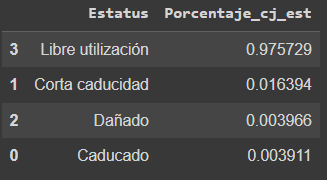 Estatus Porcentaje_cj_est
3 Libre utilización 0.975729
1 Corta caducidad 0.016394
2 Dañado 0.003966
0 Caducado 0.003911